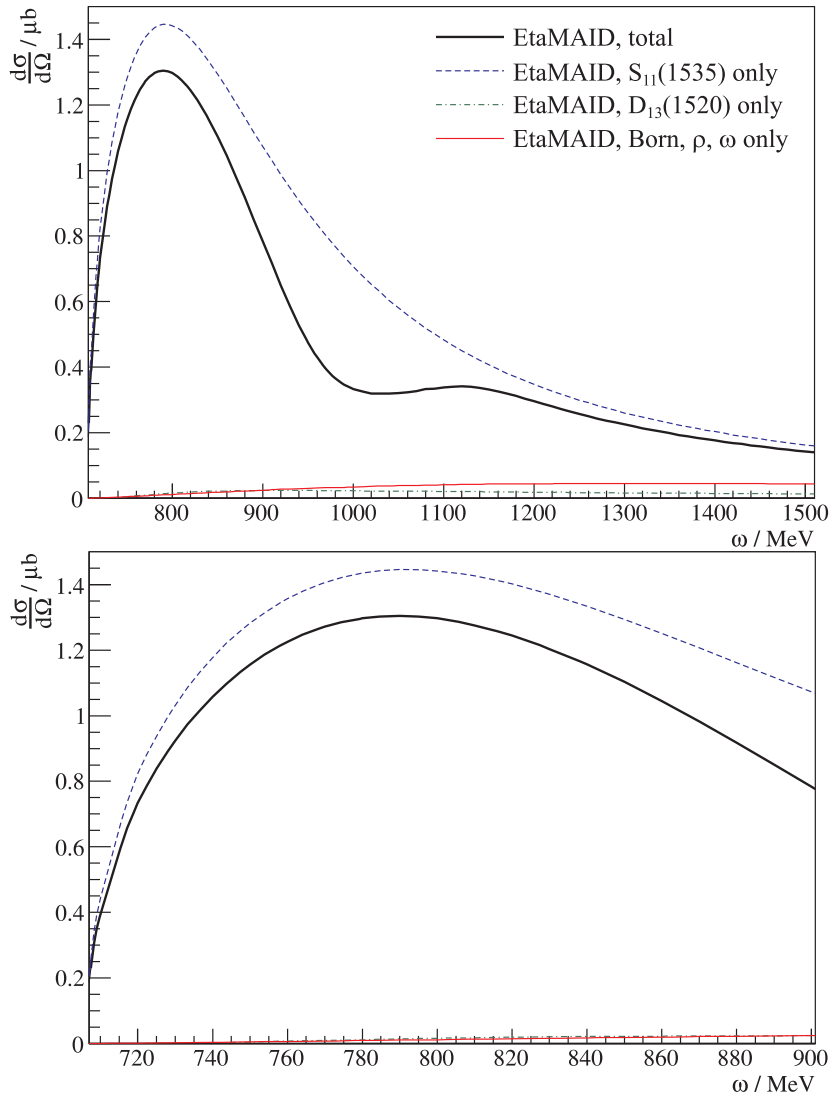 dσ/dΩ / μb
1.4
1.2
1
0.8
0.6
0.4
0.2
0
EtaMAID, total
EtaMAID, S₁₁(1535) only
EtaMAID, D₁₃(1520) only
EtaMAID, Born, ρ, ω only
800 900 1000 1100 1200 1300 1400 1500
ω / MeV
dσ/dΩ / μb
1.4
1.2
1
0.8
0.6
0.4
0.2
0
720 740 760 780 800 820 840 860 880 900
ω / MeV